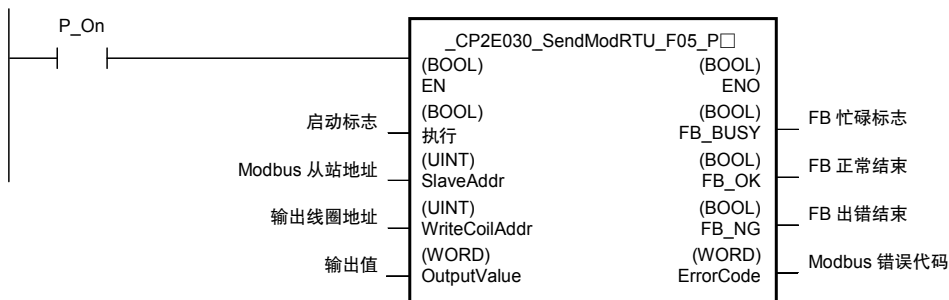 P_On
_CP2E030_SendModRTU_F05_P□
(BOOL) (BOOL)
EN ENO
启动标志 (BOOL) (BOOL) FB 忙碌标志
执行 FB_BUSY
Modbus 从站地址 (UINT) (BOOL) FB 正常结束
SlaveAddr FB_OK
输出线圈地址 (UINT) (BOOL) FB 出错结束
WriteCoilAddr FB_NG
输出值 (WORD) (WORD) Modbus 错误代码
OutputValue ErrorCode